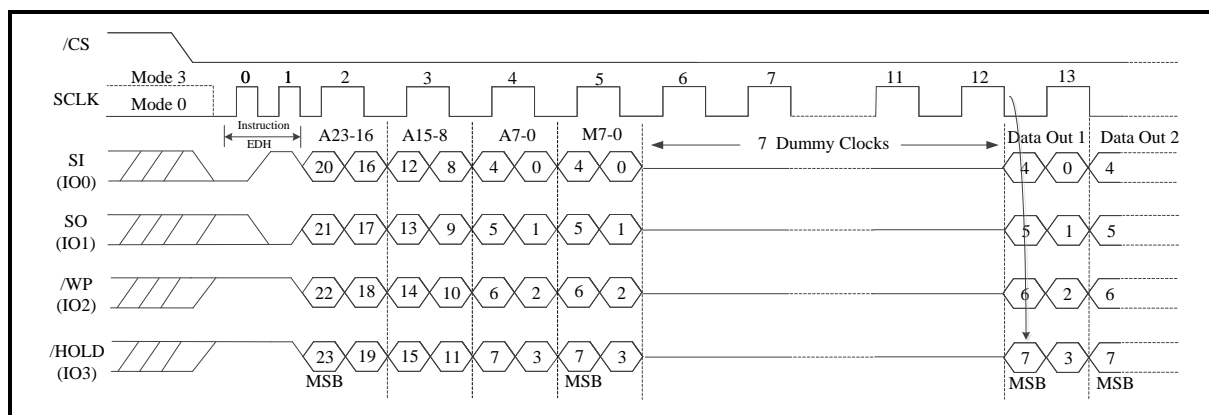 /CS
Mode 3 0 1 2 3 4 5 6 7 11 12 13
SCLK
Mode 0
Instruction A23-16 A15-8 A7-0 M7-0 7 Dummy Clocks Data Out 1 Data Out 2
EDH
SI 20 16 12 8 4 0 4 0 4 0 4
(IO0)
SO 21 17 13 9 5 1 5 1 5 1 5
(IO1)
/WP 22 18 14 10 6 2 6 2 6 2 6
(IO2)
/HOLD 23 19 15 11 7 3 7 3 7 3 7
(IO3)
MSB MSB MSB MSB